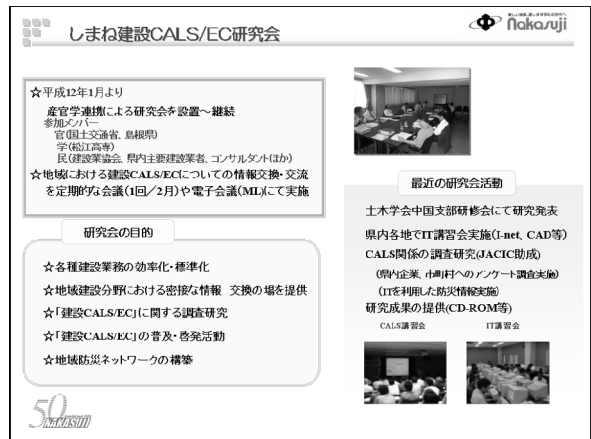 しまね建設CALS/EC研究会
nakasuji
☆平成12年1月より
産官学連携による研究会を設置～継続
参加メンバー
官(国土交通省、島根県)
学(松江高専)
民(建設業協会、県内主要建設業者、コンサルタントほか)
☆地域における建設CALS/ECについての情報交換・交流
を定期的な会議(1回／2月)や電子会議(ML)にて実施
研究会の目的
☆各種建設業務の効率化・標準化
☆地域建設分野における密接な情報 交換の場を提供
☆「建設CALS/EC」に関する調査研究
☆「建設CALS/EC」の普及・啓発活動
☆地域防災ネットワークの構築
最近の研究会活動
土木学会中国支部研修会にて研究発表
県内各地でIT講習会実施(I-net、CAD等)
CALS関係の調査研究(JACIC助成)
(県内企業、市町村へのアンケート調査実施)
(ITを利用した防災情報実施)
研究成果の提供(CD-ROM等)
CALS講習会
IT講習会
50
NAKASUJI